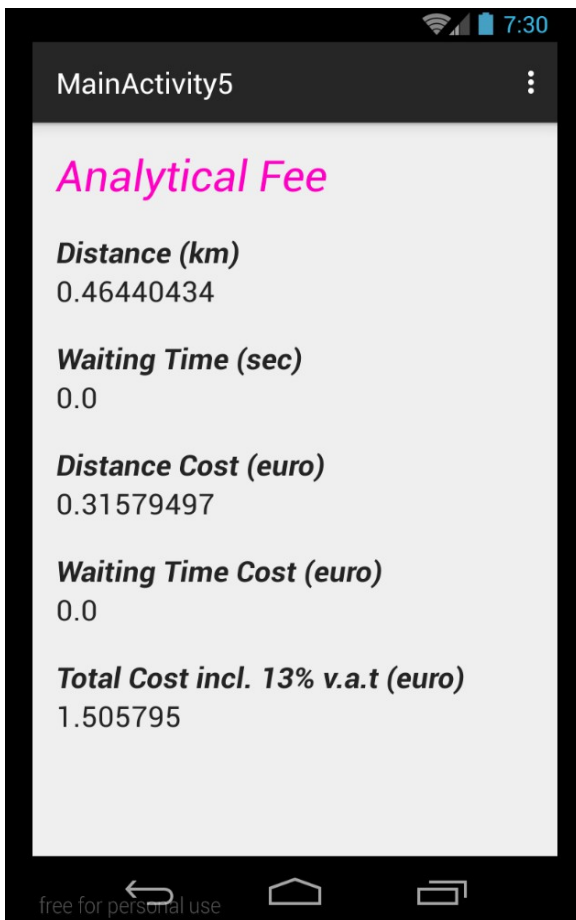 7:30
MainActivity5
Analytical Fee
Distance (km)
0.46440434
Waiting Time (sec)
0.0
Distance Cost (euro)
0.31579497
Waiting Time Cost (euro)
0.0
Total Cost incl. 13% v.a.t (euro)
1.505795
free for personal use